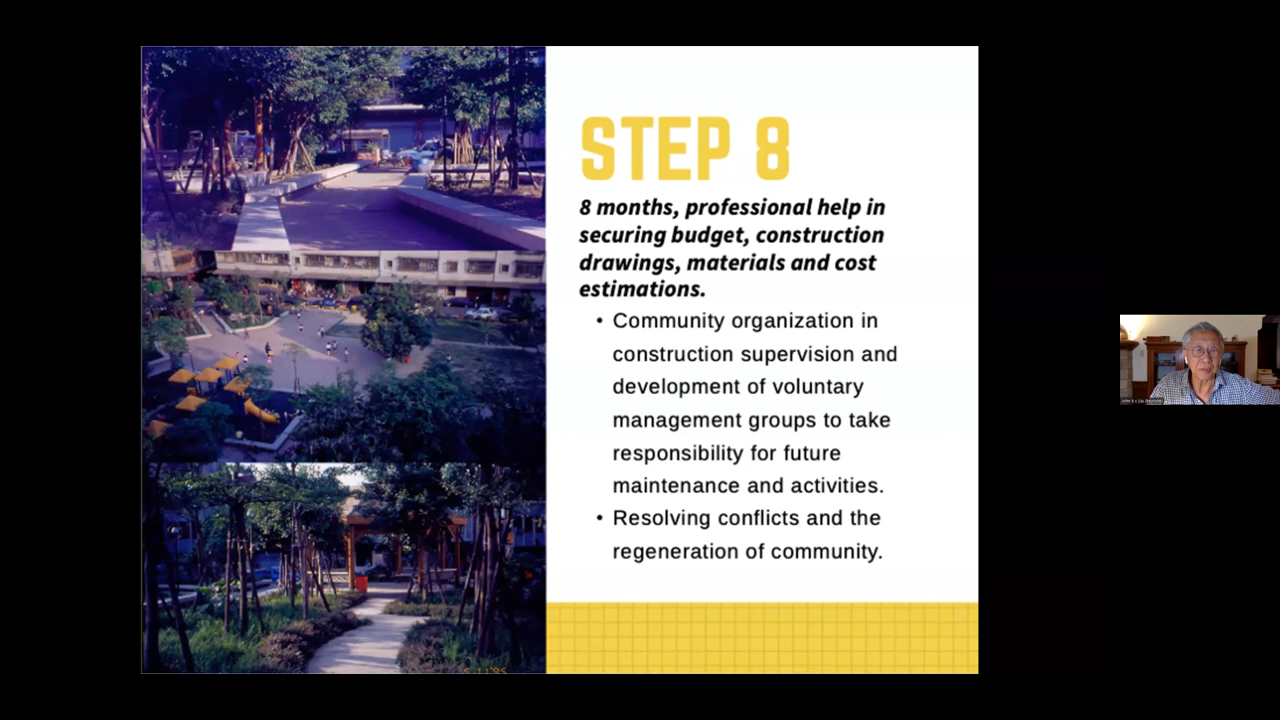 STEP 8
8 months, professional help in
securing budget, construction
drawings, materials and cost
estimations.
• Community organization in
construction supervision and
development of voluntary
management groups to take
responsibility for future
maintenance and activities.
• Resolving conflicts and the
regeneration of community.